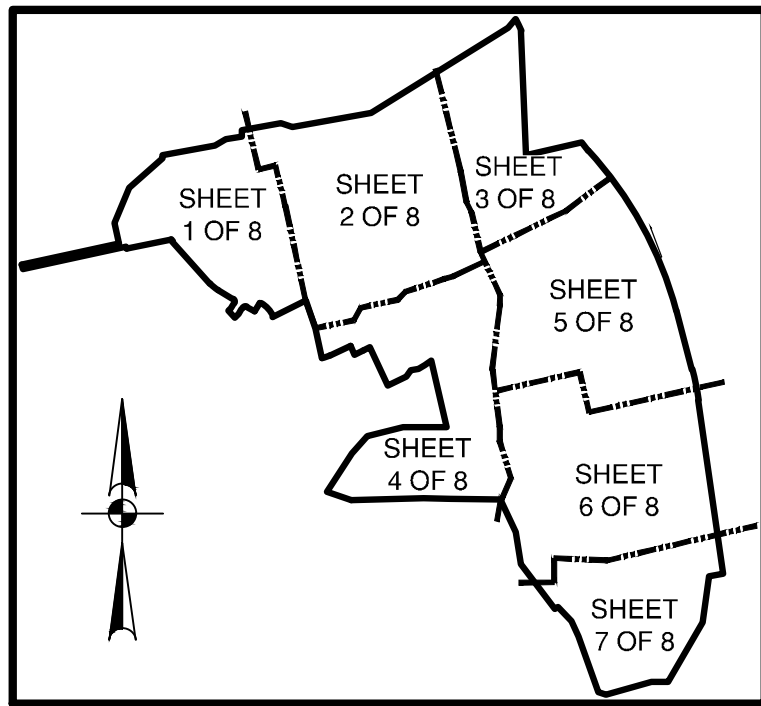 SHEET
1 OF 8
SHEET
2 OF 8
SHEET
3 OF 8
SHEET
4 OF 8
SHEET
5 OF 8
SHEET
6 OF 8
SHEET
7 OF 8